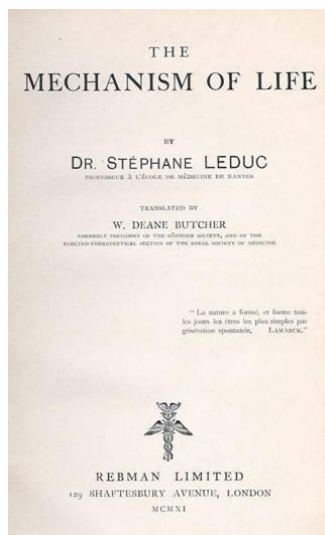 THE
MECHANISM OF LIFE
BY
DR. STÉPHANE LEDUC
PROFESSEUR À L'ÉCOLE DE MÉDECINE DE NANTES
TRANSLATED BY
W. DEANE BUTCHER
FORMERLY PRESIDENT OF THE RÖNTGEN SOCIETY, AND OF THE
ELECTRO-THERAPEUTICAL SECTION OF THE ROYAL SOCIETY OF MEDICINE
" La nature a formé, et forme tous
les jours les êtres les plus simples par
génération spontanée. LAMARCK."
REBMAN LIMITED
129 SHAFTESBURY AVENUE, LONDON
MCMXI